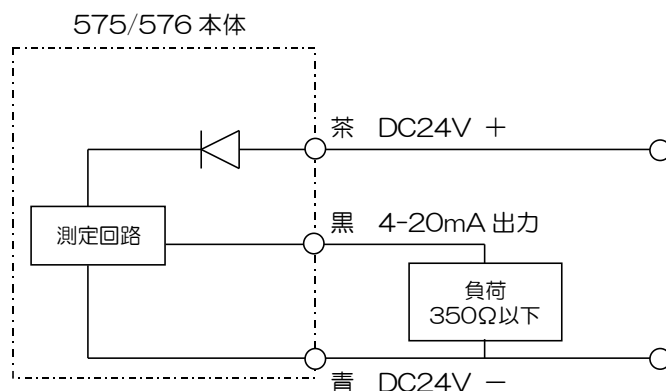 575/576 本体
茶 DC24V +
黒 4-20mA 出力
測定回路
負荷
350Ω以下
青 DC24V −